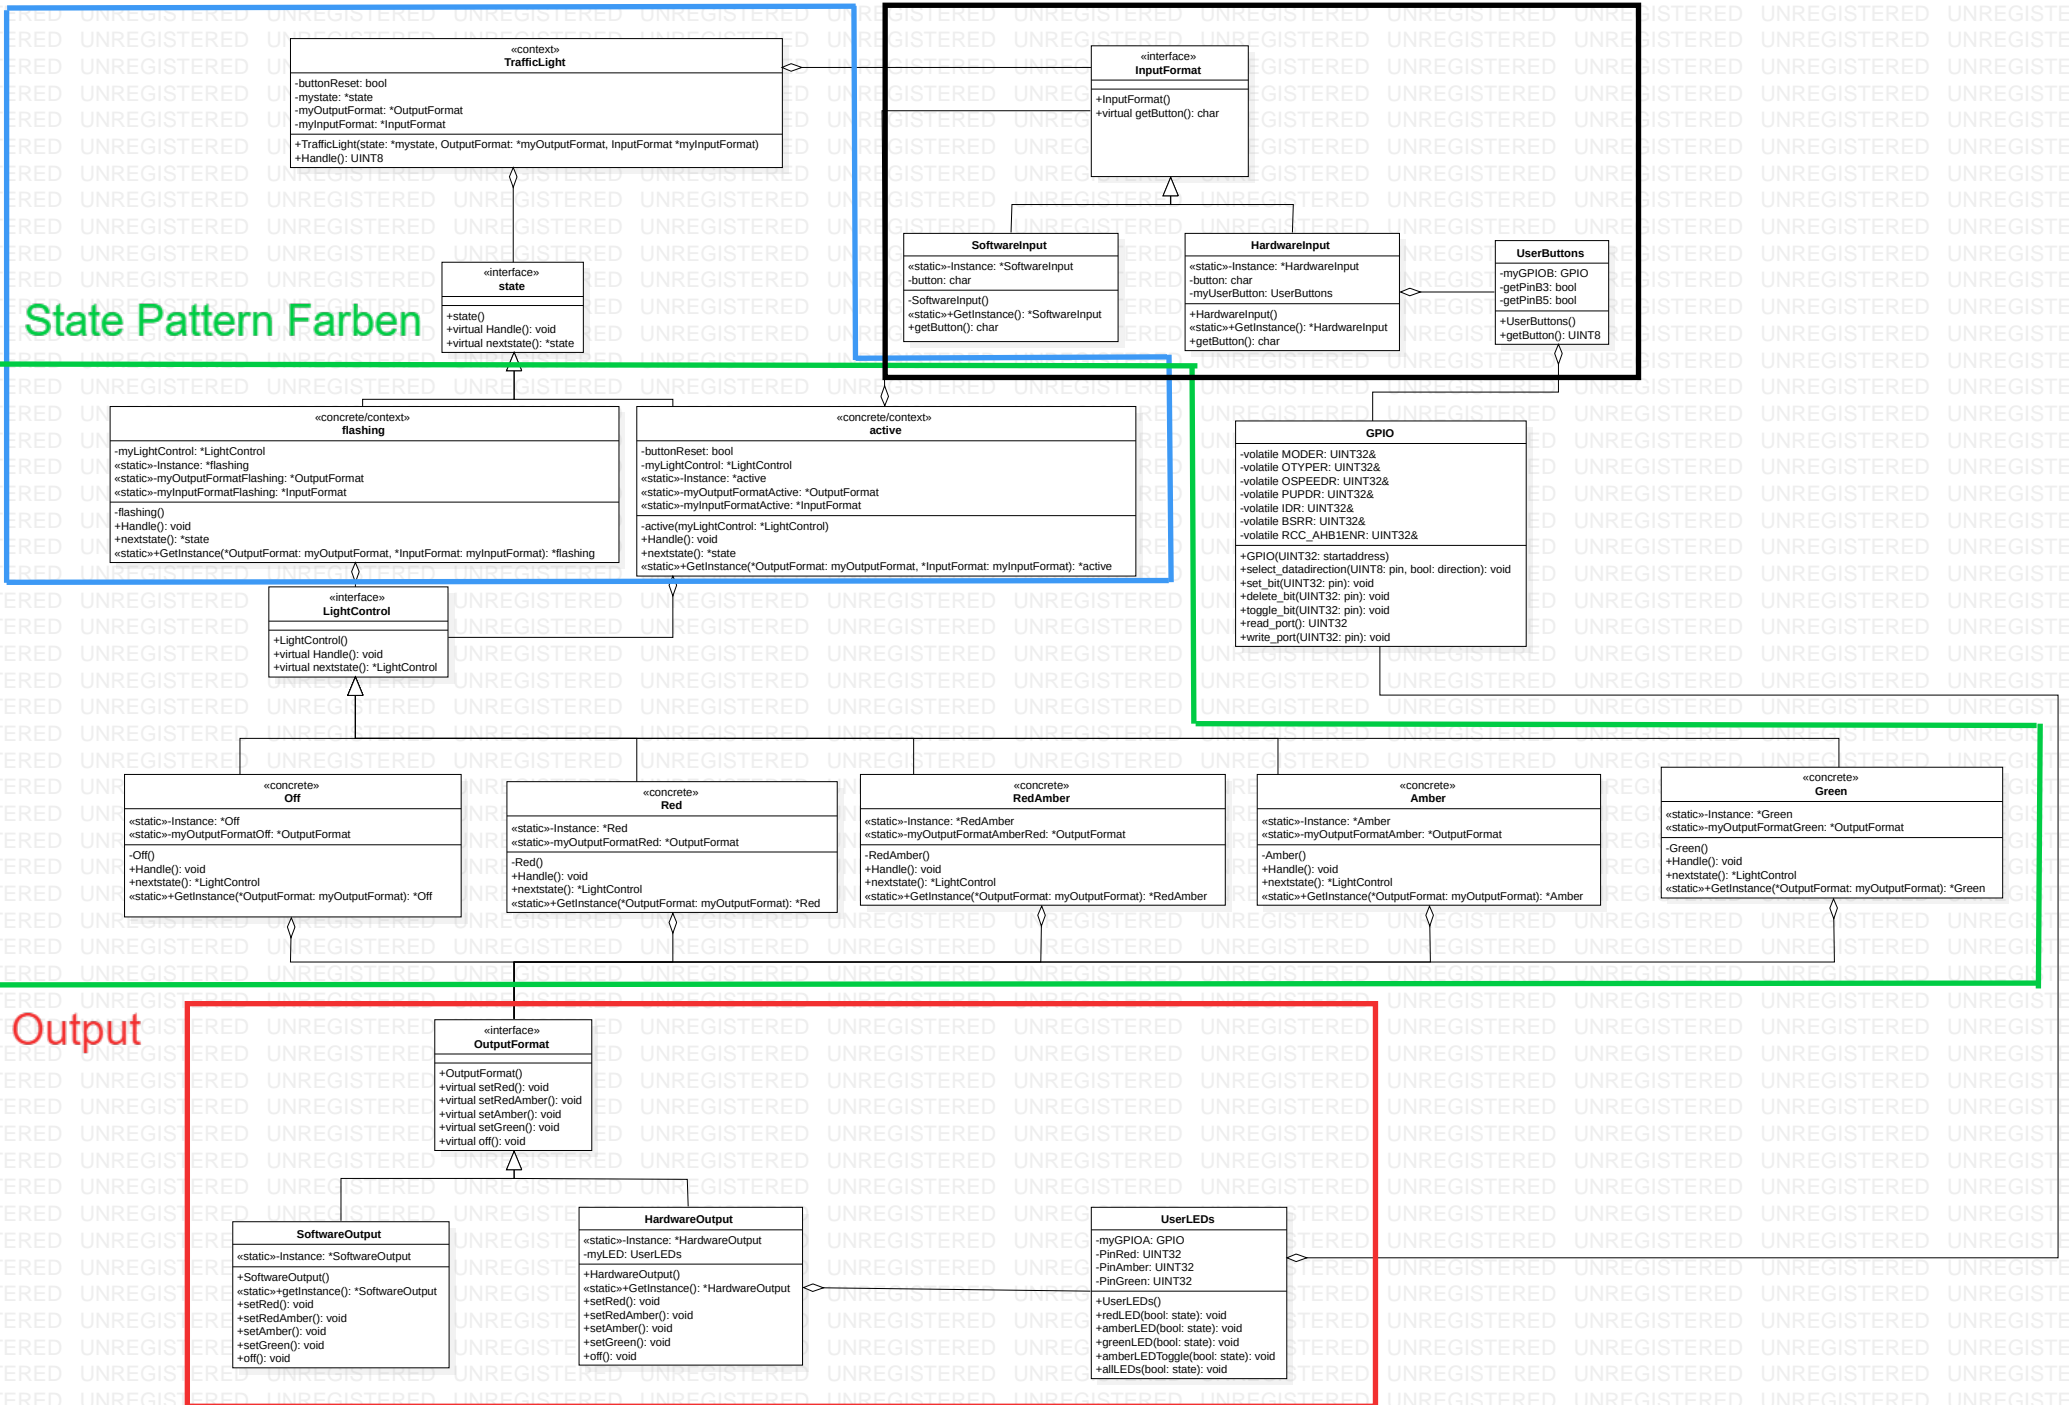 «context»
TrafficLight
-buttonReset: bool
-mystate: *state
-myOutputFormat: *OutputFormat
-myInputFormat: *InputFormat
+TrafficLight(state: *mystate, OutputFormat: *myOutputFormat, InputFormat *myInputFormat)
+Handle(): UINT8
«interface»
InputFormat
+InputFormat()
+virtual getButton(): char
SoftwareInput
«static»-Instance: *SoftwareInput
-button: char
-SoftwareInput()
«static»+GetInstance(): *SoftwareInput
+getButton(): char
HardwareInput
«static»-Instance: *HardwareInput
-button: char
-myUserButton: UserButtons
+HardwareInput()
«static»+GetInstance(): *HardwareInput
+getButton(): char
UserButtons
-myGPIOB: GPIO
-getPinB3: bool
-getPinB5: bool
+UserButtons()
+getButton(): UINT8
«interface»
state
+state()
+virtual Handle(): void
+virtual nextstate(): *state
State Pattern Farben
«concrete/context»
flashing
-myLightControl: *LightControl
«static»-Instance: *flashing
«static»-myOutputFormatFlashing: *OutputFormat
«static»-myInputFormatFlashing: *InputFormat
-flashing()
+Handle(): void
+nextstate(): *state
«static»+GetInstance(*OutputFormat: myOutputFormat, *InputFormat: myInputFormat): *flashing
«concrete/context»
active
-buttonReset: bool
-myLightControl: *LightControl
«static»-Instance: *active
«static»-myOutputFormatActive: *OutputFormat
«static»-myInputFormatActive: *InputFormat
-active(myLightControl: *LightControl)
+Handle(): void
+nextstate(): *state
«static»+GetInstance(*OutputFormat: myOutputFormat, *InputFormat: myInputFormat): *active
GPIO
-volatile MODER: UINT32&
-volatile OTYPER: UINT32&
-volatile OSPEEDR: UINT32&
-volatile PUPDR: UINT32&
-volatile IDR: UINT32&
-volatile BSRR: UINT32&
-volatile RCC_AHB1ENR: UINT32&
+GPIO(UINT32: startaddress)
+select_datadirection(UINT8: pin, bool: direction): void
+set_bit(UINT32: pin): void
+delete_bit(UINT32: pin): void
+toggle_bit(UINT32: pin): void
+read_port(): UINT32
+write_port(UINT32: pin): void
«interface»
LightControl
+LightControl()
+virtual Handle(): void
+virtual nextstate(): *LightControl
«concrete»
Off
«static»-Instance: *Off
«static»-myOutputFormatOff: *OutputFormat
-Off()
+Handle(): void
+nextstate(): *LightControl
«static»+GetInstance(*OutputFormat: myOutputFormat): *Off
«concrete»
Red
«static»-Instance: *Red
«static»-myOutputFormatRed: *OutputFormat
-Red()
+Handle(): void
+nextstate(): *LightControl
«static»+GetInstance(*OutputFormat: myOutputFormat): *Red
«concrete»
RedAmber
«static»-Instance: *RedAmber
«static»-myOutputFormatAmberRed: *OutputFormat
-RedAmber()
+Handle(): void
+nextstate(): *LightControl
«static»+GetInstance(*OutputFormat: myOutputFormat): *RedAmber
«concrete»
Amber
«static»-Instance: *Amber
«static»-myOutputFormatAmber: *OutputFormat
-Amber()
+Handle(): void
+nextstate(): *LightControl
«static»+GetInstance(*OutputFormat: myOutputFormat): *Amber
«concrete»
Green
«static»-Instance: *Green
«static»-myOutputFormatGreen: *OutputFormat
-Green()
+Handle(): void
+nextstate(): *LightControl
«static»+GetInstance(*OutputFormat: myOutputFormat): *Green
Output
«interface»
OutputFormat
+OutputFormat()
+virtual setRed(): void
+virtual setRedAmber(): void
+virtual setAmber(): void
+virtual setGreen(): void
+virtual off(): void
SoftwareOutput
«static»-Instance: *SoftwareOutput
+SoftwareOutput()
«static»+getInstance(): *SoftwareOutput
+setRed(): void
+setRedAmber(): void
+setAmber(): void
+setGreen(): void
+off(): void
HardwareOutput
«static»-Instance: *HardwareOutput
-myLED: UserLEDs
+HardwareOutput()
«static»+GetInstance(): *HardwareOutput
+setRed(): void
+setRedAmber(): void
+setAmber(): void
+setGreen(): void
+off(): void
UserLEDs
-myGPIOA: GPIO
-PinRed: UINT32
-PinAmber: UINT32
-PinGreen: UINT32
+UserLEDs()
+redLED(bool: state): void
+amberLED(bool: state): void
+greenLED(bool: state): void
+amberLEDToggle(bool: state): void
+allLEDs(bool: state): void
UNREGISTERED